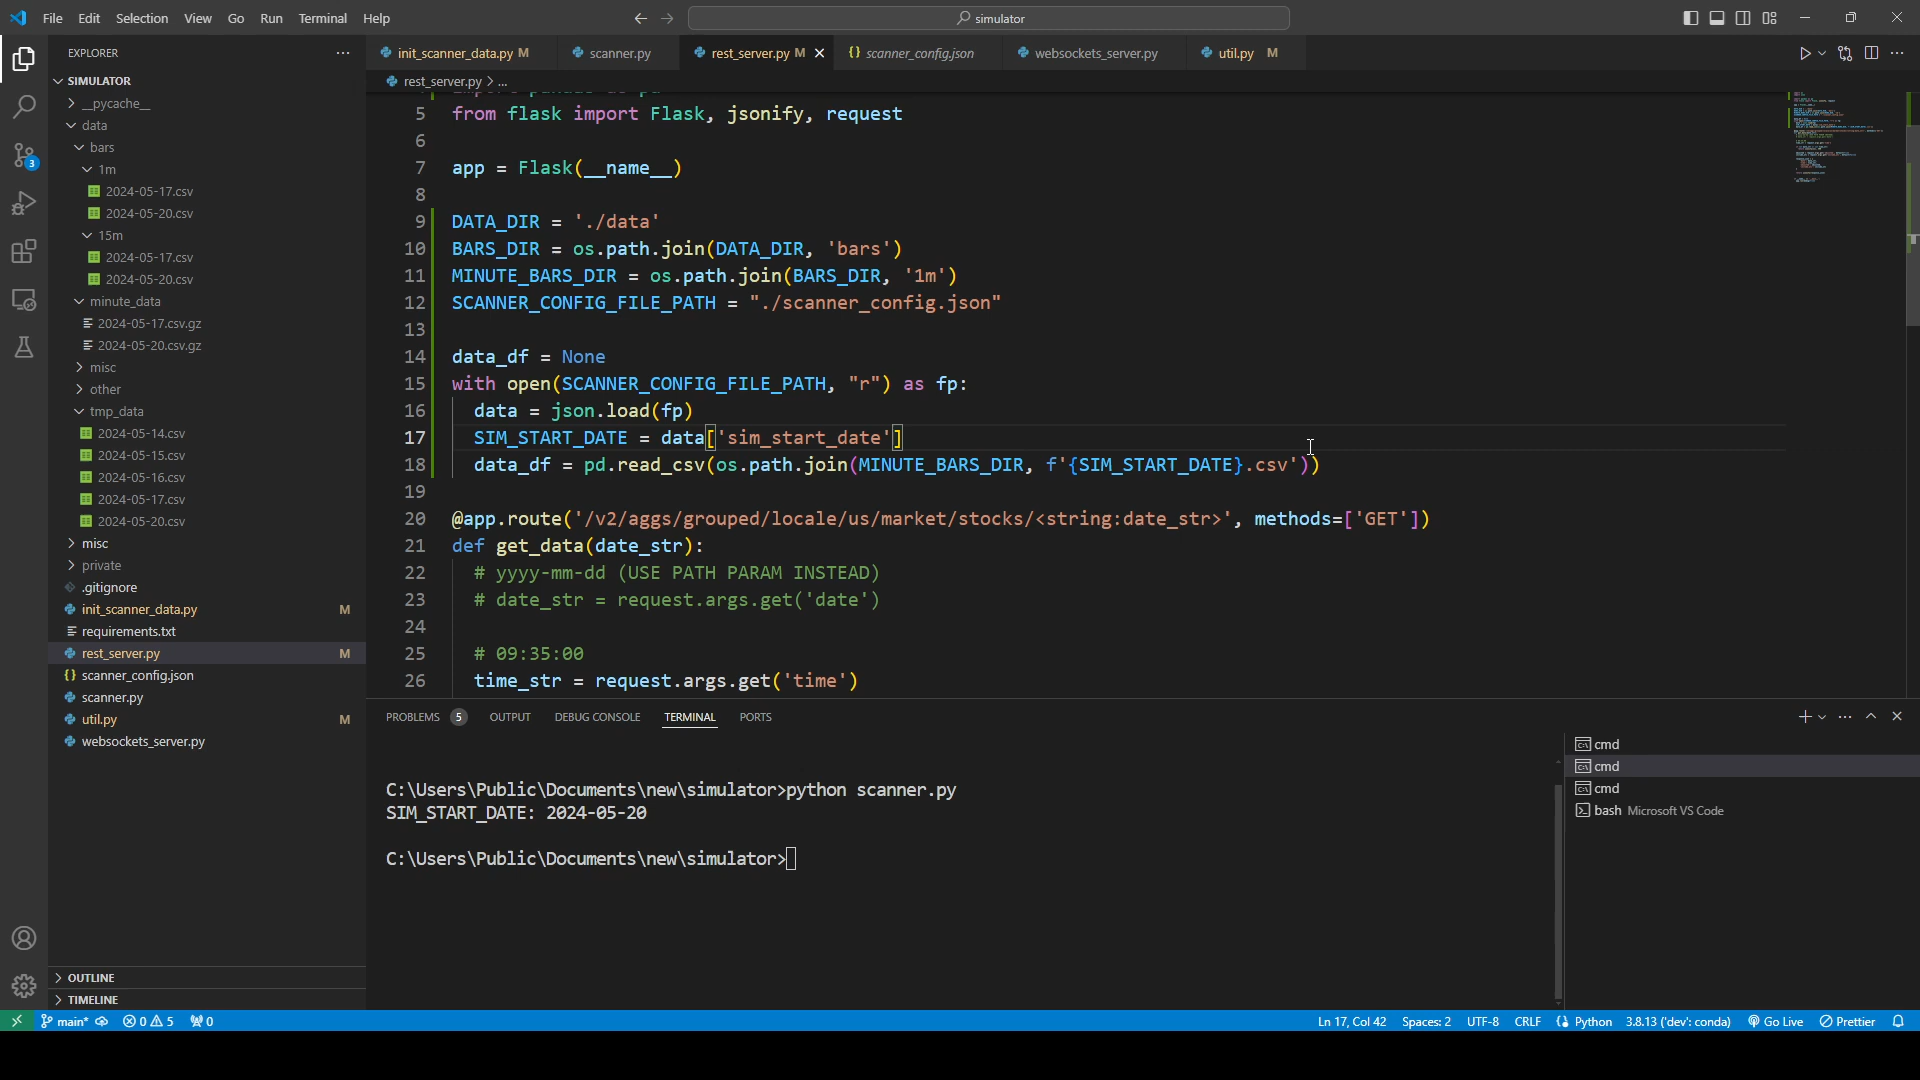 File Edit Selection View Go Run Terminal Help
simulator
EXPLORER
SIMULATOR
__pycache__
data
bars
1m
2024-05-17.csv
2024-05-20.csv
15m
2024-05-17.csv
2024-05-20.csv
minute_data
2024-05-17.csv.gz
2024-05-20.csv.gz
misc
other
tmp_data
2024-05-14.csv
2024-05-15.csv
2024-05-16.csv
2024-05-17.csv
2024-05-20.csv
misc
private
.gitignore
init_scanner_data.py M
requirements.txt
rest_server.py M
scanner_config.json
scanner.py
util.py M
websockets_server.py
OUTLINE
TIMELINE
3
init_scanner_data.py M scanner.py rest_server.py M scanner_config.json websockets_server.py util.py M
rest_server.py > ...
5 from flask import Flask, jsonify, request
6
7 app = Flask(__name__)
8
9 DATA_DIR = './data'
10 BARS_DIR = os.path.join(DATA_DIR, 'bars')
11 MINUTE_BARS_DIR = os.path.join(BARS_DIR, '1m')
12 SCANNER_CONFIG_FILE_PATH = "./scanner_config.json"
13
14 data_df = None
15 with open(SCANNER_CONFIG_FILE_PATH, "r") as fp:
16 data = json.load(fp)
17 SIM_START_DATE = data['sim_start_date']
18 data_df = pd.read_csv(os.path.join(MINUTE_BARS_DIR, f'{SIM_START_DATE}.csv'))
19
20 @app.route('/v2/aggs/grouped/locale/us/market/stocks/<string:date_str>', methods=['GET'])
21 def get_data(date_str):
22 # yyyy-mm-dd (USE PATH PARAM INSTEAD)
23 # date_str = request.args.get('date')
24
25 # 09:35:00
26 time_str = request.args.get('time')
PROBLEMS 5 OUTPUT DEBUG CONSOLE TERMINAL PORTS
C:\Users\Public\Documents\new\simulator>python scanner.py
SIM_START_DATE: 2024-05-20
C:\Users\Public\Documents\new\simulator>
cmd
cmd
cmd
bash Microsoft VS Code
main* 0 5 0
Ln 17, Col 42 Spaces: 2 UTF-8 CRLF Python 3.8.13 ('dev': conda) Go Live Prettier